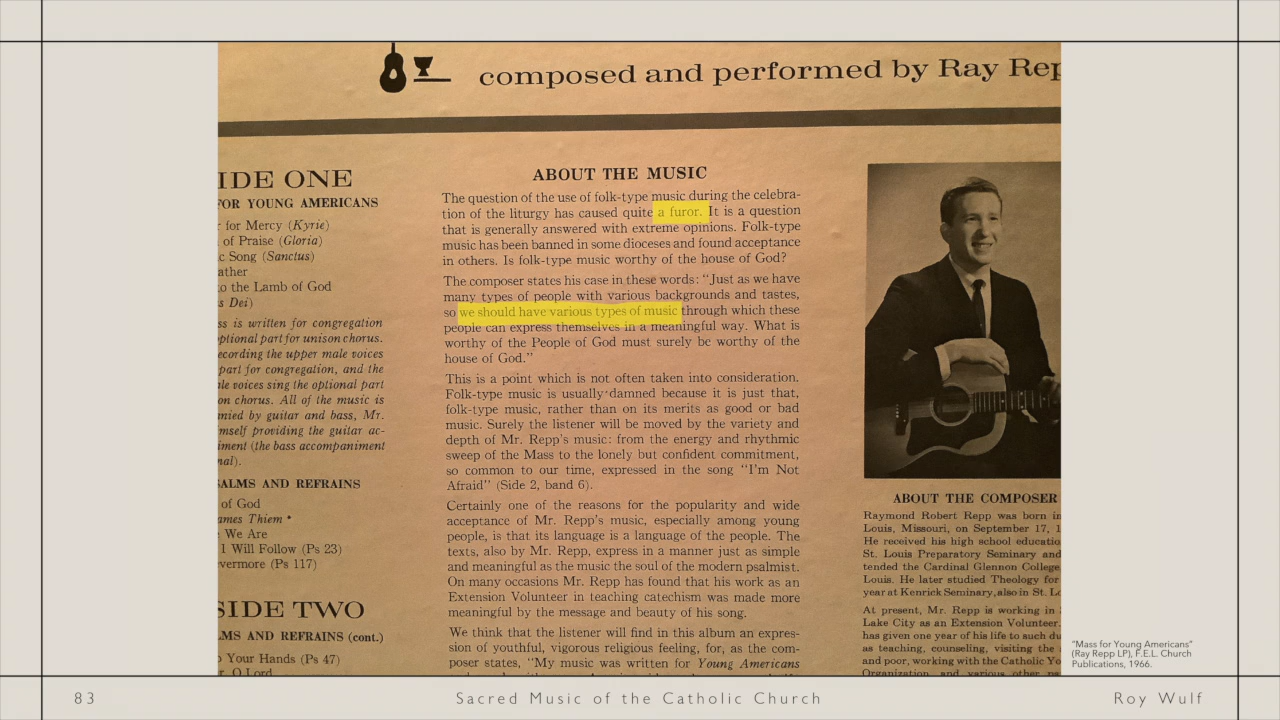 composed and performed by Ray Rep
IDE ONE
FOR YOUNG AMERICANS
r for Mercy (Kyrie)
of Praise (Gloria)
c Song (Sanctus)
ather
to the Lamb of God
s Dei)
ss is written for congregation
optional part for unison chorus.
ecording the upper male voices
part for congregation, and the
le voices sing the optional part
on chorus. All of the music is
nied by guitar and bass, Mr.
mself providing the guitar ac-
iment (the bass accompaniment
nal).
ALMS AND REFRAINS
of God
ames Thiem *
We Are
I Will Follow (Ps 23)
vermore (Ps 117)
SIDE TWO
LMS AND REFRAINS (cont.)
Your Hands (Ps 47)
r, O Lord
ABOUT THE MUSIC
The question of the use of folk-type music during the celebra-
tion of the liturgy has caused quite a furor. It is a question
that is generally answered with extreme opinions. Folk-type
music has been banned in some dioceses and found acceptance
in others. Is folk-type music worthy of the house of God?
The composer states his case in these words: "Just as we have
many types of people with various backgrounds and tastes,
so we should have various types of music through which these
people can express themselves in a meaningful way. What is
worthy of the People of God must surely be worthy of the
house of God."
This is a point which is not often taken into consideration.
Folk-type music is usually damned because it is just that,
folk-type music, rather than on its merits as good or bad
music. Surely the listener will be moved by the variety and
depth of Mr. Repp's music: from the energy and rhythmic
sweep of the Mass to the lonely but confident commitment,
so common to our time, expressed in the song "I'm Not
Afraid" (Side 2, band 6).
Certainly one of the reasons for the popularity and wide
acceptance of Mr. Repp's music, especially among young
people, is that its language is a language of the people. The
texts, also by Mr. Repp, express in a manner just as simple
and meaningful as the music the soul of the modern psalmist.
On many occasions Mr. Repp has found that his work as an
Extension Volunteer in teaching catechism was made more
meaningful by the message and beauty of his song.
We think that the listener will find in this album an expres-
sion of youthful, vigorous religious feeling, for, as the com-
poser states, "My music was written for Young Americans
ABOUT THE COMPOSER
Raymond Robert Repp was born in
Louis, Missouri, on September 17, 1
He received his high school educatio
St. Louis Preparatory Seminary and
tended the Cardinal Glennon College
Louis. He later studied Theology for
year at Kenrick Seminary, also in St. Lo
At present, Mr. Repp is working in
Lake City as an Extension Volunteer.
has given one year of his life to such du
as teaching, counseling, visiting the
and poor, working with the Catholic Yo
Organization and various other
"Mass for Young Americans"
(Ray Repp LP), F.E.L. Church
Publications, 1966.
83
Sacred Music of the Catholic Church
Roy Wulf